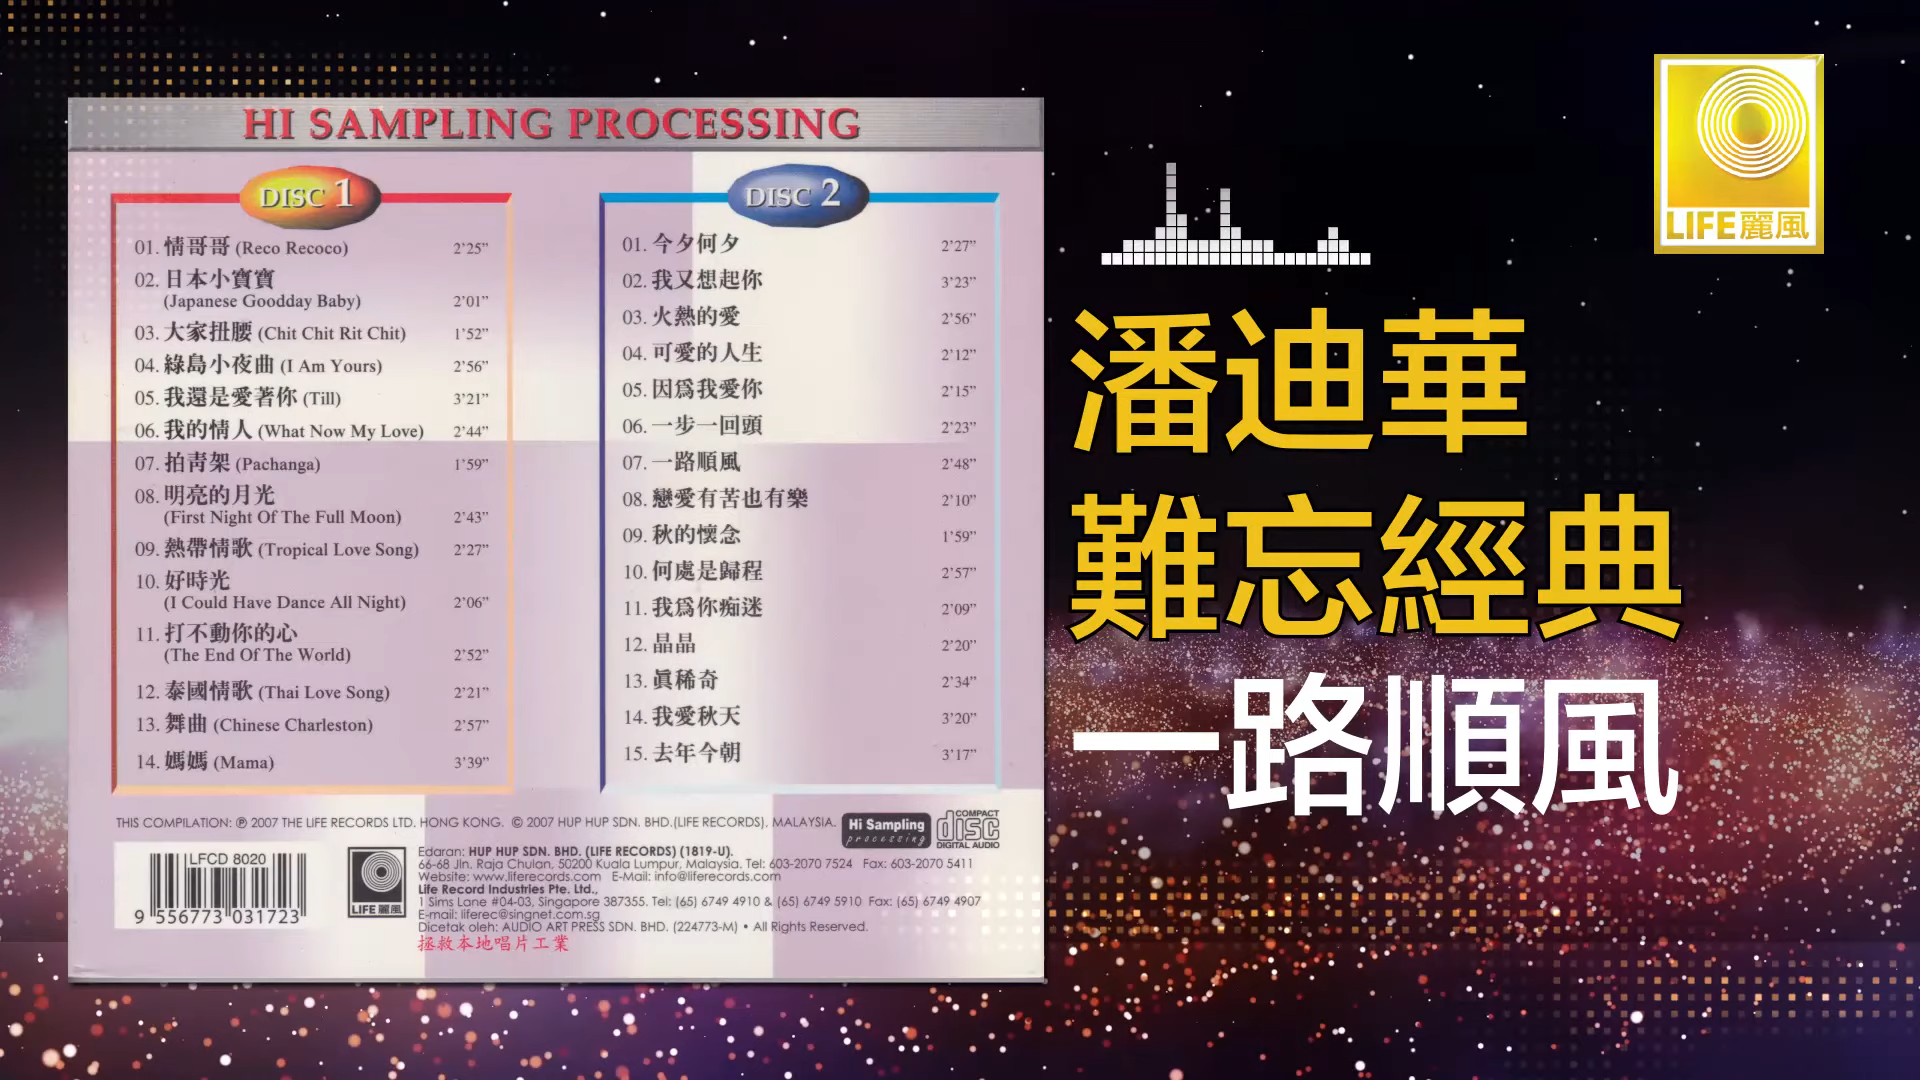 HI SAMPLING PROCESSING
DISC 1
01. 情哥哥 (Reco Recoco) 2'25”
02. 日本小寶寶
(Japanese Goodday Baby) 2'01”
03. 大家扭腰 (Chit Chit Rit Chit) 1'52”
04. 綠島小夜曲 (I Am Yours) 2'56”
05. 我還是愛著你 (Till) 3'21”
06. 我的情人 (What Now My Love) 2'44”
07. 拍靑架 (Pachanga) 1'59”
08. 明亮的月光
(First Night Of The Full Moon) 2'43”
09. 熱帶情歌 (Tropical Love Song) 2'27”
10. 好時光
(I Could Have Dance All Night) 2'06”
11. 打不動你的心
(The End Of The World) 2'52”
12. 泰國情歌 (Thai Love Song) 2'21”
13. 舞曲 (Chinese Charleston) 2'57”
14. 媽媽 (Mama) 3'39”
DISC 2
01. 今夕何夕 2'27”
02. 我又想起你 3'23”
03. 火熱的愛 2'56”
04. 可愛的人生 2'12”
05. 因爲我愛你 2'15”
06. 一步一回頭 2'23”
07. 一路順風 2'48”
08. 戀愛有苦也有樂 2'10”
09. 秋的懷念 1'59”
10. 何處是歸程 2'57”
11. 我爲你痴迷 2'09”
12. 晶晶 2'20”
13. 眞稀奇 2'34”
14. 我愛秋天 3'20”
15. 去年今朝 3'17”
THIS COMPILATION: ℗ 2007 THE LIFE RECORDS LTD. HONG KONG. © 2007 HUP HUP SDN. BHD.(LIFE RECORDS). MALAYSIA.
Hi Sampling
processing
COMPACT
disc
DIGITAL AUDIO
LFCD 8020
9 556773 031723
LIFE 麗風
Edaran: HUP HUP SDN. BHD. (LIFE RECORDS) (1819-U).
66-68 Jln. Raja Chulan, 50200 Kuala Lumpur, Malaysia. Tel: 603-2070 7524 Fax: 603-2070 5411
Website: www.liferecords.com E-Mail: info@liferecords.com
Life Record Industries Pte. Ltd.,
1 Sims Lane #04-03, Singapore 387355. Tel: (65) 6749 4910 & (65) 6749 5910 Fax: (65) 6749 4907
E-mail: liferec@singnet.com.sg
Dicetak oleh: AUDIO ART PRESS SDN. BHD. (224773-M) • All Rights Reserved.
拯救本地唱片工業
LIFE 麗風
潘迪華
難忘經典
一路順風